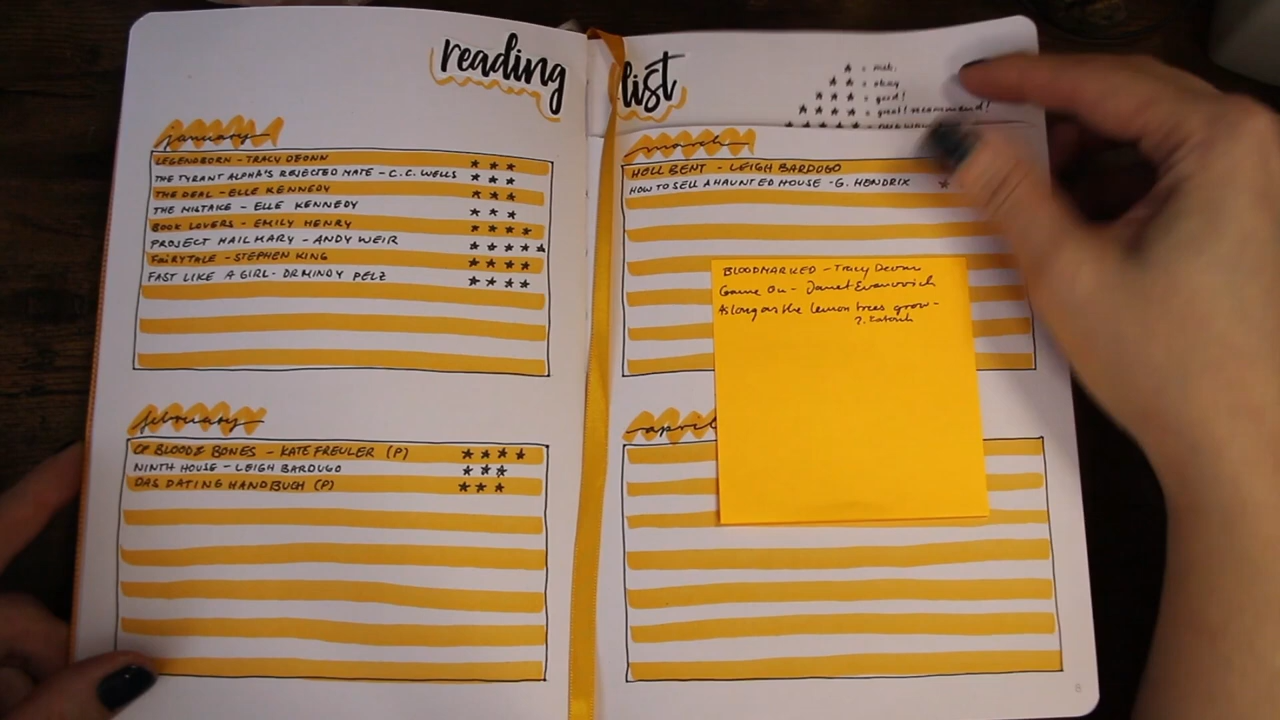 reading list
★ = meh.
★ ★ = okay
★ ★ ★ = good!
★ ★ ★ ★ = great! recommend!
★ ★ ★ ★ ★ =
january
LEGENDBORN - TRACY DEONN ★ ★ ★
THE TYRANT ALPHA'S REJECTED MATE - C.C. WELLS ★ ★ ★
THE DEAL - ELLE KENNEDY ★ ★ ★
THE MISTAKE - ELLE KENNEDY ★ ★ ★
BOOK LOVERS - EMILY HENRY ★ ★ ★ ★
PROJECT HAIL MARY - ANDY WEIR ★ ★ ★ ★ ★
FAIRYTALE - STEPHEN KING ★ ★ ★ ★
FAST LIKE A GIRL - DR MINDY PELZ ★ ★ ★ ★
february
OF BLOOD & BONES - KATE FREULER (P) ★ ★ ★ ★
NINTH HOUSE - LEIGH BARDUGO ★ ★ ★
DAS DATING HANDBUCH (P) ★ ★ ★
march
HELL BENT - LEIGH BARDOGO
HOW TO SELL A HAUNTED HOUSE - G. HENDRIX ★
BLOODMARKED - Tracy Deonn
Game On - Janet Evanovich
As long as the lemon trees grow -
?. Katouh
april
8